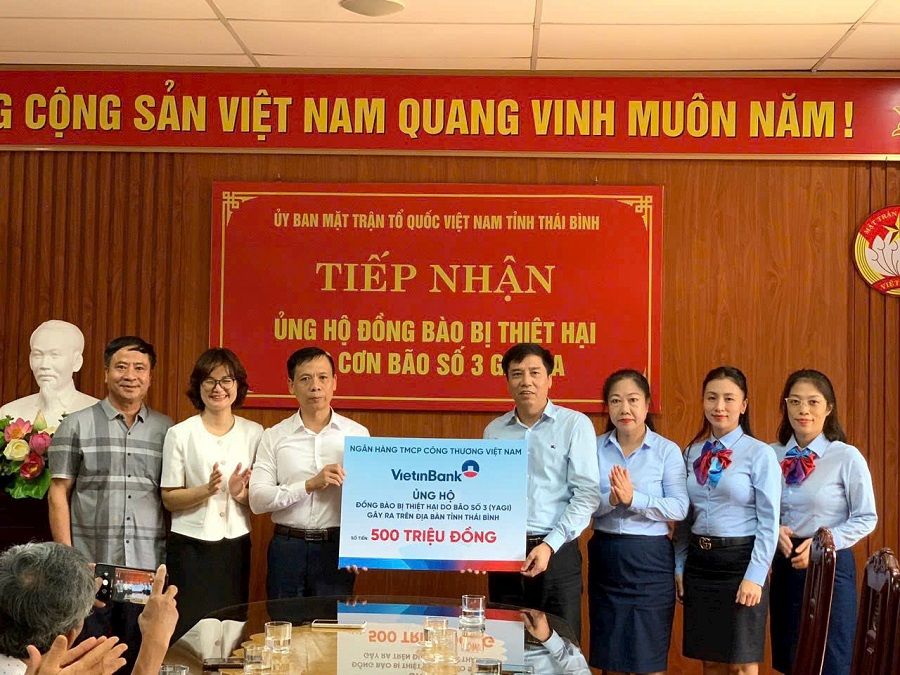 CỘNG SẢN VIỆT NAM QUANG VINH MUÔN NĂM!
ỦY BAN MẶT TRẬN TỔ QUỐC VIỆT NAM TỈNH THÁI BÌNH
TIẾP NHẬN
ỦNG HỘ ĐỒNG BÀO BỊ THIỆT HẠI
CƠN BÃO SỐ 3
MẶT TRẬN
VIỆT
NGÂN HÀNG TMCP CÔNG THƯƠNG VIỆT NAM
VietinBank
ỦNG HỘ
ĐỒNG BÀO BỊ THIỆT HẠI DO BÃO SỐ 3 (YAGI)
GÂY RA TRÊN ĐỊA BÀN TỈNH THÁI BÌNH
SỐ TIỀN 500 TRIỆU ĐỒNG